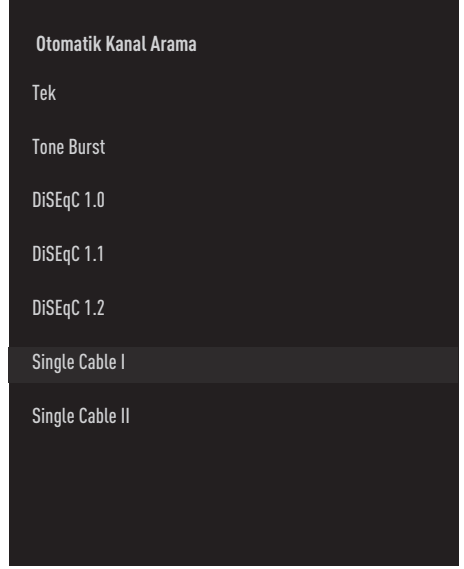 Otomatik Kanal Arama
Tek
Tone Burst
DiSEqC 1.0
DiSEqC 1.1
DiSEqC 1.2
Single Cable I
Single Cable II